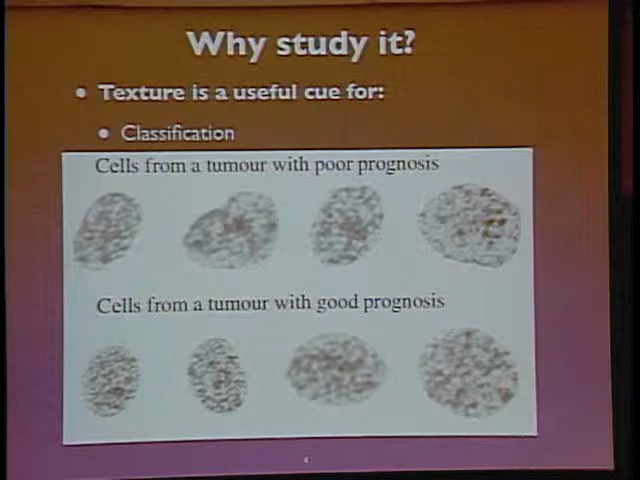 Why study it?
• Texture is a useful cue for:
• Classification
Cells from a tumour with poor prognosis
Cells from a tumour with good prognosis